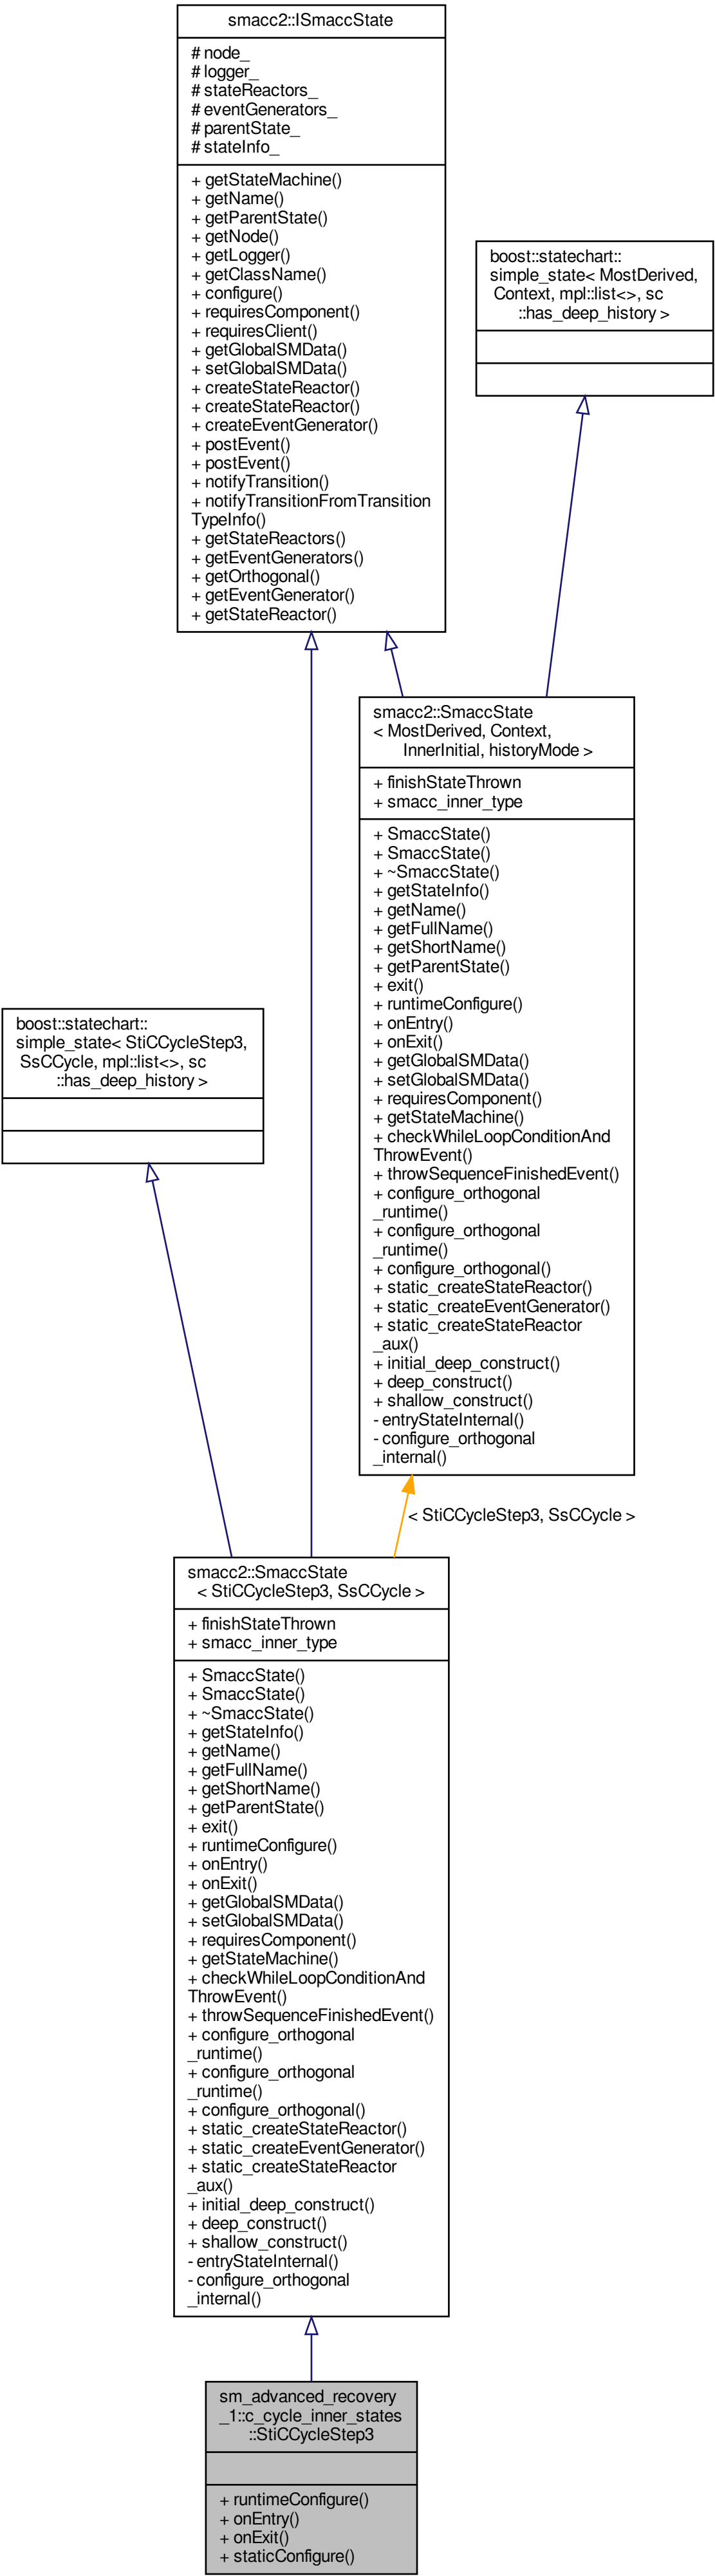 smacc2::ISmaccState
# node_
# logger_
# stateReactors_
# eventGenerators_
# parentState_
# stateInfo_
+ getStateMachine()
+ getName()
+ getParentState()
+ getNode()
+ getLogger()
+ getClassName()
+ configure()
+ requiresComponent()
+ requiresClient()
+ getGlobalSMData()
+ setGlobalSMData()
+ createStateReactor()
+ createStateReactor()
+ createEventGenerator()
+ postEvent()
+ postEvent()
+ notifyTransition()
+ notifyTransitionFromTransition
TypeInfo()
+ getStateReactors()
+ getEventGenerators()
+ getOrthogonal()
+ getEventGenerator()
+ getStateReactor()
boost::statechart::
simple_state< MostDerived,
Context, mpl::list<>, sc
::has_deep_history >
smacc2::SmaccState
< MostDerived, Context,
InnerInitial, historyMode >
+ finishStateThrown
+ smacc_inner_type
+ SmaccState()
+ SmaccState()
+ ~SmaccState()
+ getStateInfo()
+ getName()
+ getFullName()
+ getShortName()
+ getParentState()
+ exit()
+ runtimeConfigure()
+ onEntry()
+ onExit()
+ getGlobalSMData()
+ setGlobalSMData()
+ requiresComponent()
+ getStateMachine()
+ checkWhileLoopConditionAnd
ThrowEvent()
+ throwSequenceFinishedEvent()
+ configure_orthogonal
_runtime()
+ configure_orthogonal
_runtime()
+ configure_orthogonal()
+ static_createStateReactor()
+ static_createEventGenerator()
+ static_createStateReactor
_aux()
+ initial_deep_construct()
+ deep_construct()
+ shallow_construct()
- entryStateInternal()
- configure_orthogonal
_internal()
boost::statechart::
simple_state< StiCCycleStep3,
SsCCycle, mpl::list<>, sc
::has_deep_history >
< StiCCycleStep3, SsCCycle >
smacc2::SmaccState
< StiCCycleStep3, SsCCycle >
+ finishStateThrown
+ smacc_inner_type
+ SmaccState()
+ SmaccState()
+ ~SmaccState()
+ getStateInfo()
+ getName()
+ getFullName()
+ getShortName()
+ getParentState()
+ exit()
+ runtimeConfigure()
+ onEntry()
+ onExit()
+ getGlobalSMData()
+ setGlobalSMData()
+ requiresComponent()
+ getStateMachine()
+ checkWhileLoopConditionAnd
ThrowEvent()
+ throwSequenceFinishedEvent()
+ configure_orthogonal
_runtime()
+ configure_orthogonal
_runtime()
+ configure_orthogonal()
+ static_createStateReactor()
+ static_createEventGenerator()
+ static_createStateReactor
_aux()
+ initial_deep_construct()
+ deep_construct()
+ shallow_construct()
- entryStateInternal()
- configure_orthogonal
_internal()
sm_advanced_recovery
_1::c_cycle_inner_states
::StiCCycleStep3
+ runtimeConfigure()
+ onEntry()
+ onExit()
+ staticConfigure()